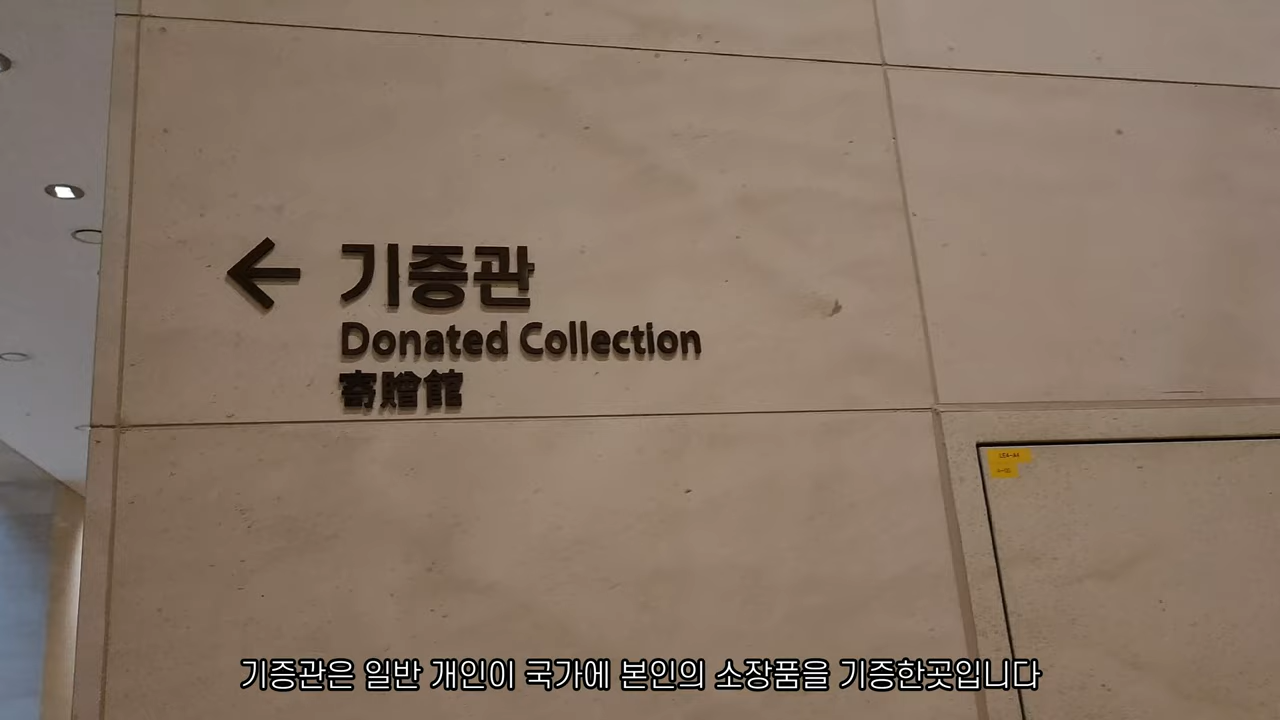 기증관
Donated Collection
寄贈館
기증관은 일반 개인이 국가에 본인의 소장품을 기증한곳입니다